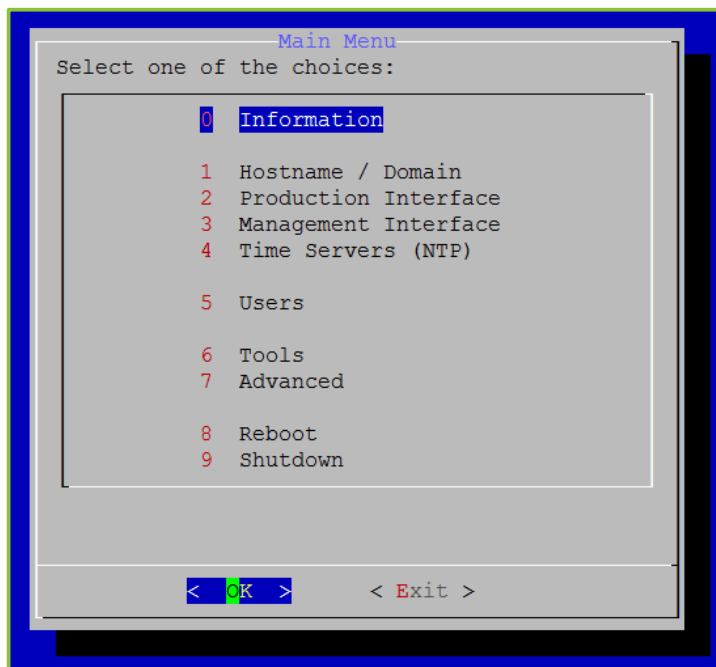 Main Menu
Select one of the choices:
0 Information
1 Hostname / Domain
2 Production Interface
3 Management Interface
4 Time Servers (NTP)
5 Users
6 Tools
7 Advanced
8 Reboot
9 Shutdown
< OK > < Exit >